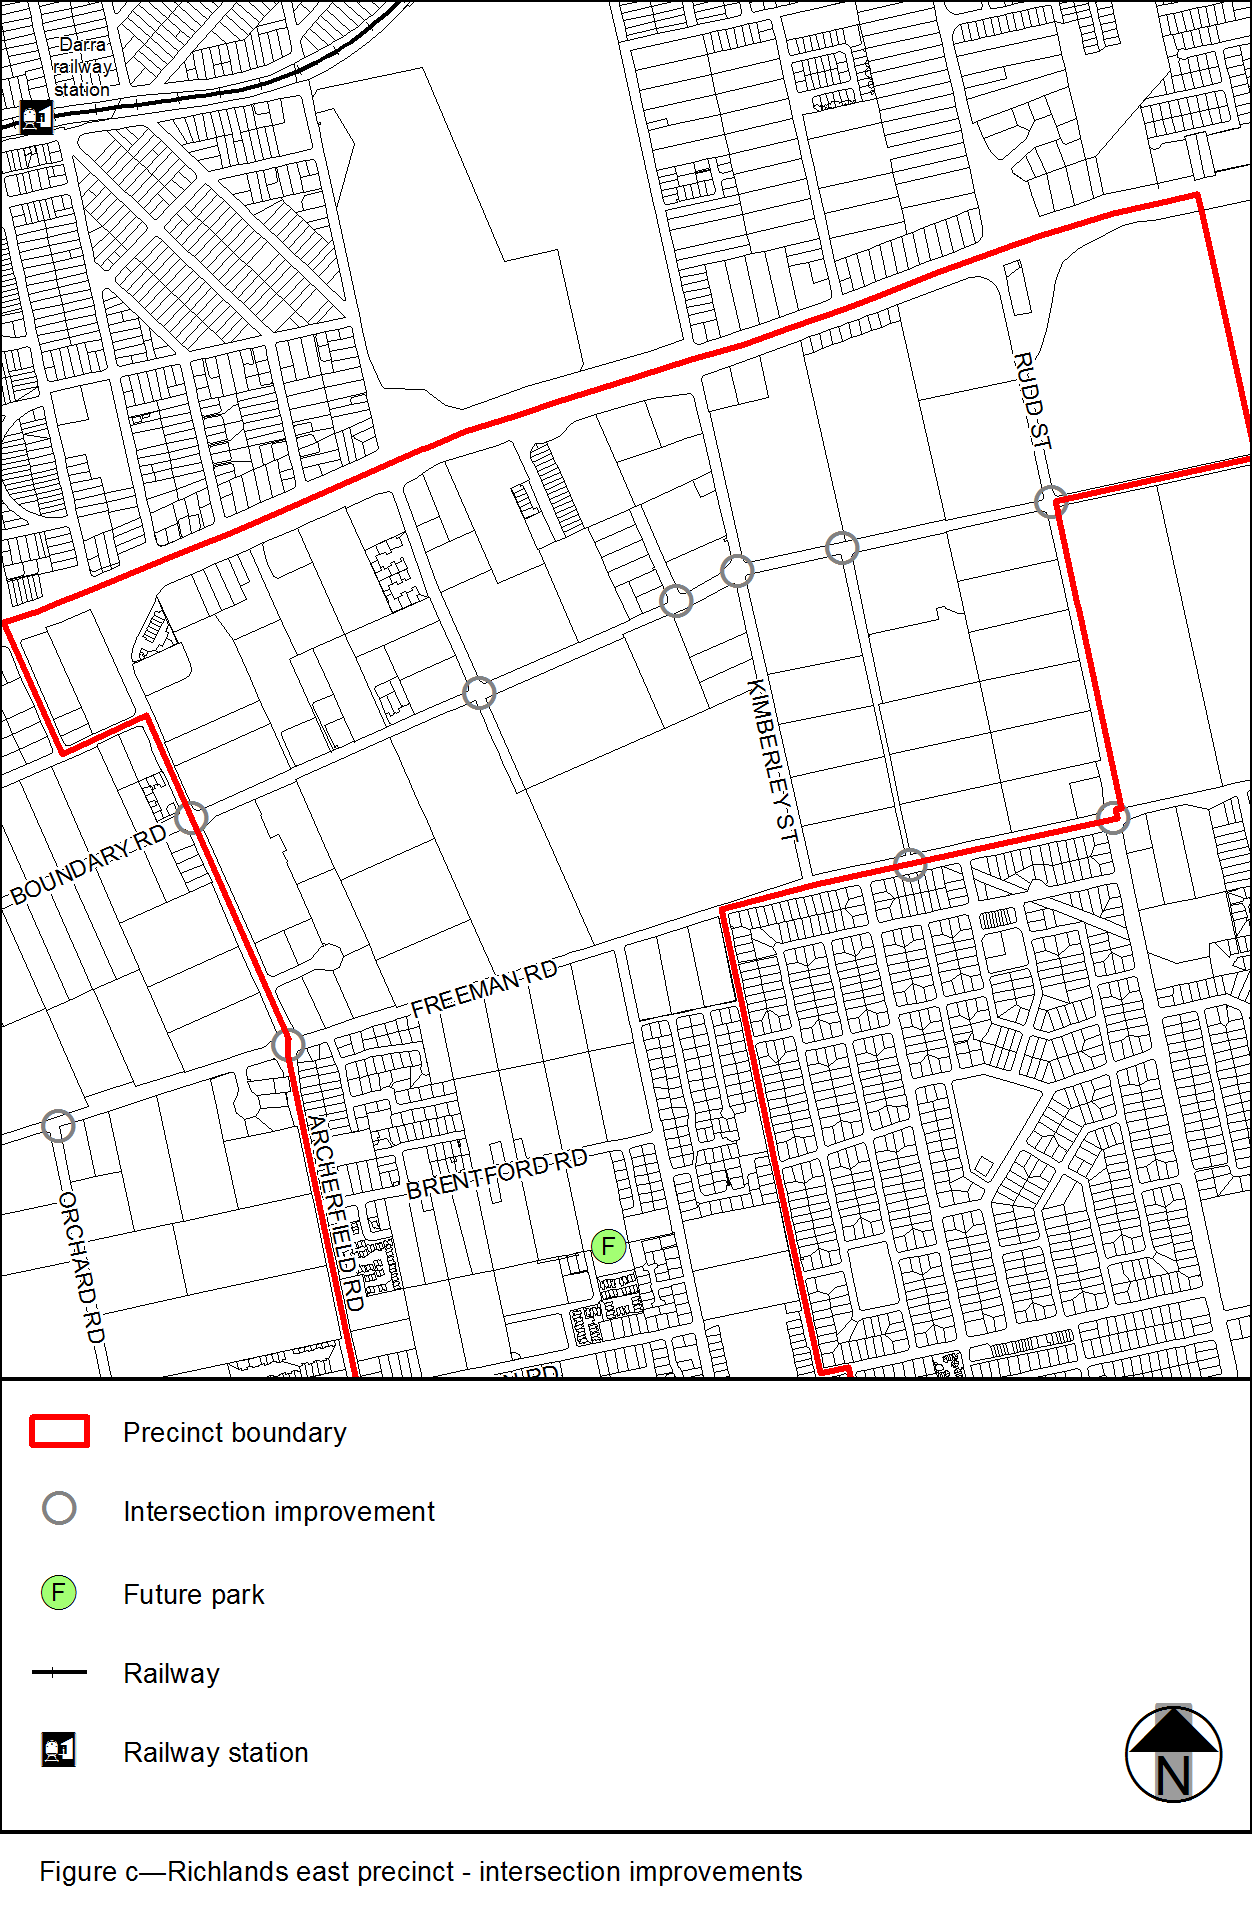 Darra
railway
station
RUDD ST
KIMBERLEY ST
BOUNDARY RD
FREEMAN RD
ARCHERFIELD RD
BRENTFORD RD
ORCHARD RD
F
RD
Precinct boundary
Intersection improvement
F
Future park
Railway
Railway station
N
Figure c—Richlands east precinct - intersection improvements